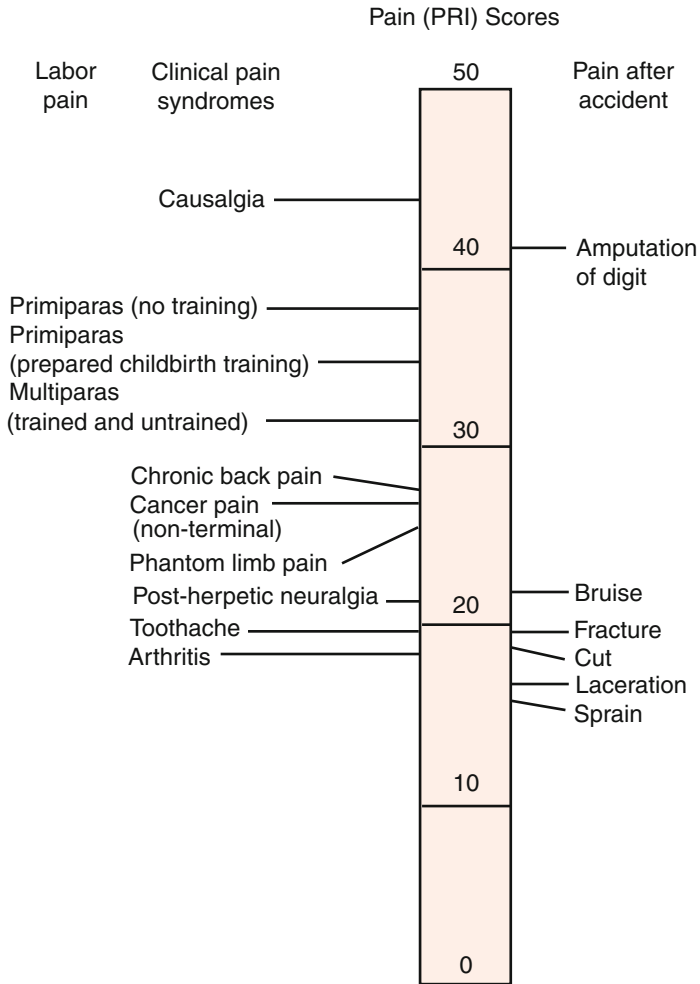 Pain (PRI) Scores
Labor
pain
Clinical pain
syndromes
50
Pain after
accident
Causalgia
40
Amputation
of digit
Primiparas (no training)
Primiparas
(prepared childbirth training)
Multiparas
(trained and untrained)
30
Chronic back pain
Cancer pain
(non-terminal)
Phantom limb pain
Post-herpetic neuralgia
20
Bruise
Toothache
Fracture
Arthritis
Cut
Laceration
Sprain
10
0